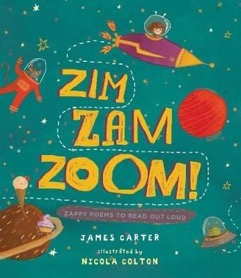 ZIM
ZAM
ZOOM!
ZAPPY POEMS TO READ OUT LOUD
JAMES CARTER
illustrated by
NICOLA COLTON